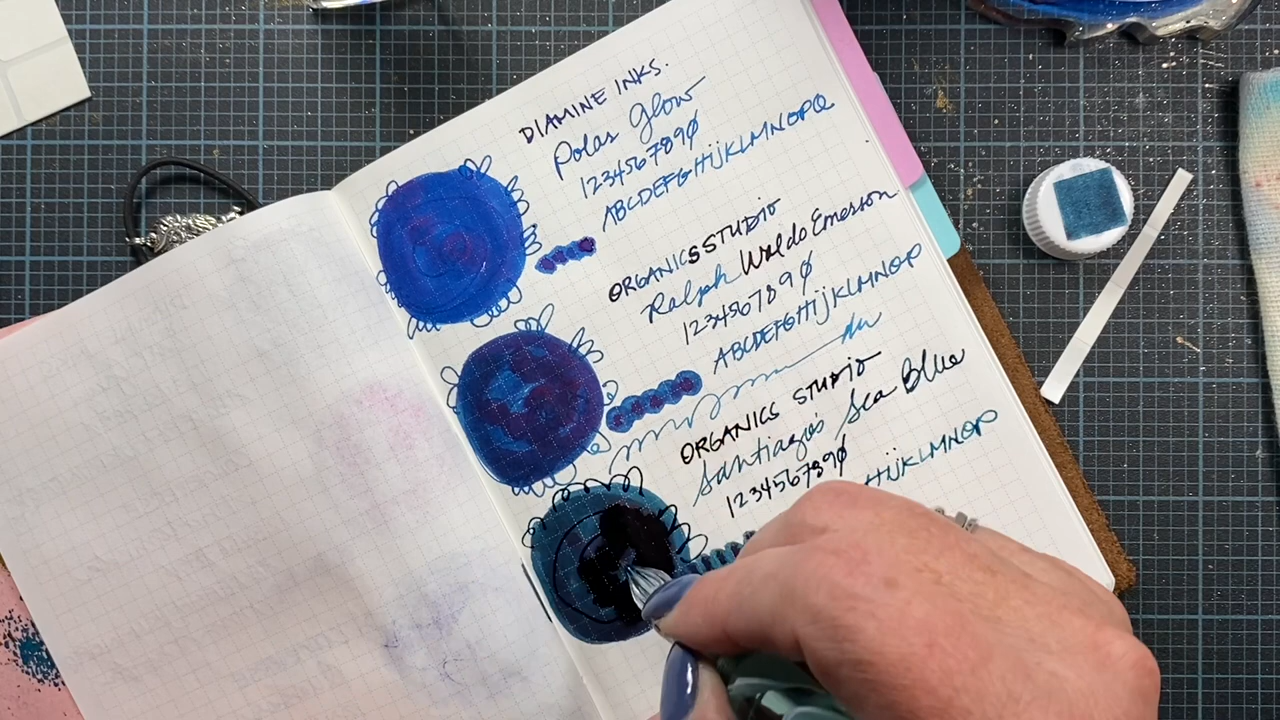 DIAMINE INKS.
Polar Glow
1234567890
ABCDEFGHIJKLMNOPQ
ORGANICS STUDIO
Ralph Waldo Emerson
1234567890
ABCDEFGHIJKLMNOP
ORGANICS STUDIO
Santiago's Sea Blue
1234567890
HIJKLMNOP